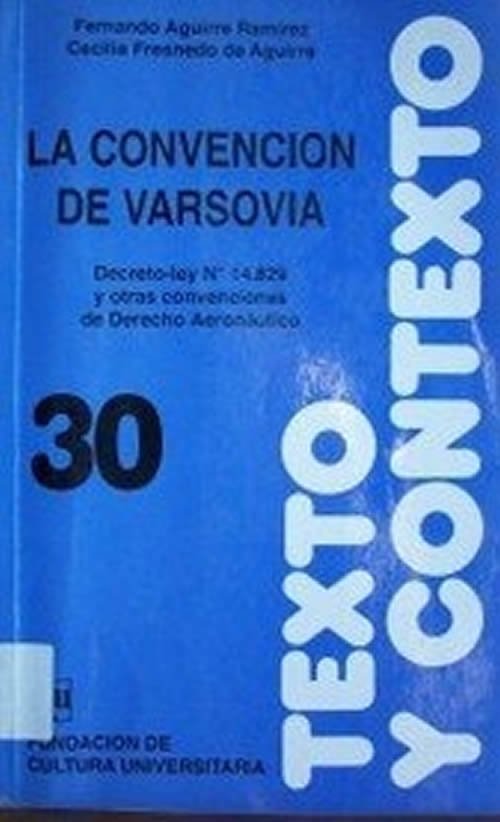 Fernando Aguirre Ramírez
Cecilia Fresnedo de Aguirre
LA CONVENCION
DE VARSOVIA
Decreto-ley N° 14.829
y otras convenciones
de Derecho Aeronáutico
30
TEXTO
Y CONTEXTO
FUNDACION DE
CULTURA UNIVERSITARIA